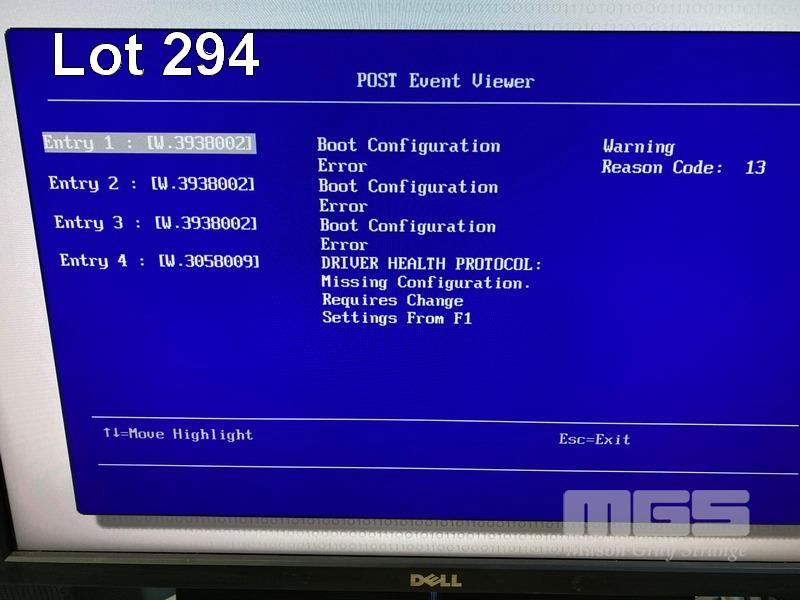 Lot 294
POST Event Viewer
Entry 1 : [W.3938002] Boot Configuration Warning
Error Reason Code: 13
Entry 2 : [W.3938002] Boot Configuration
Error
Entry 3 : [W.3938002] Boot Configuration
Error
Entry 4 : [W.3058009] DRIVER HEALTH PROTOCOL:
Missing Configuration.
Requires Change
Settings From F1
↑↓=Move Highlight Esc=Exit
MGS
Mason Gray Strange
DELL